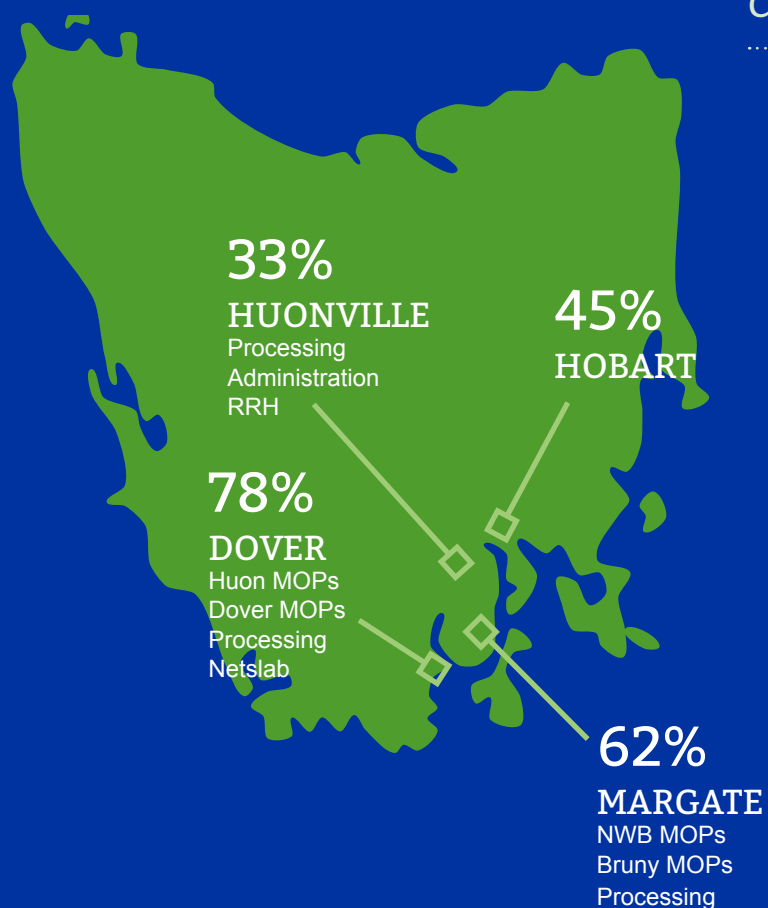 33%
HUONVILLE
Processing
Administration
RRH
45%
HOBART
78%
DOVER
Huon MOPs
Dover MOPs
Processing
Netslab
62%
MARGATE
NWB MOPs
Bruny MOPs
Processing